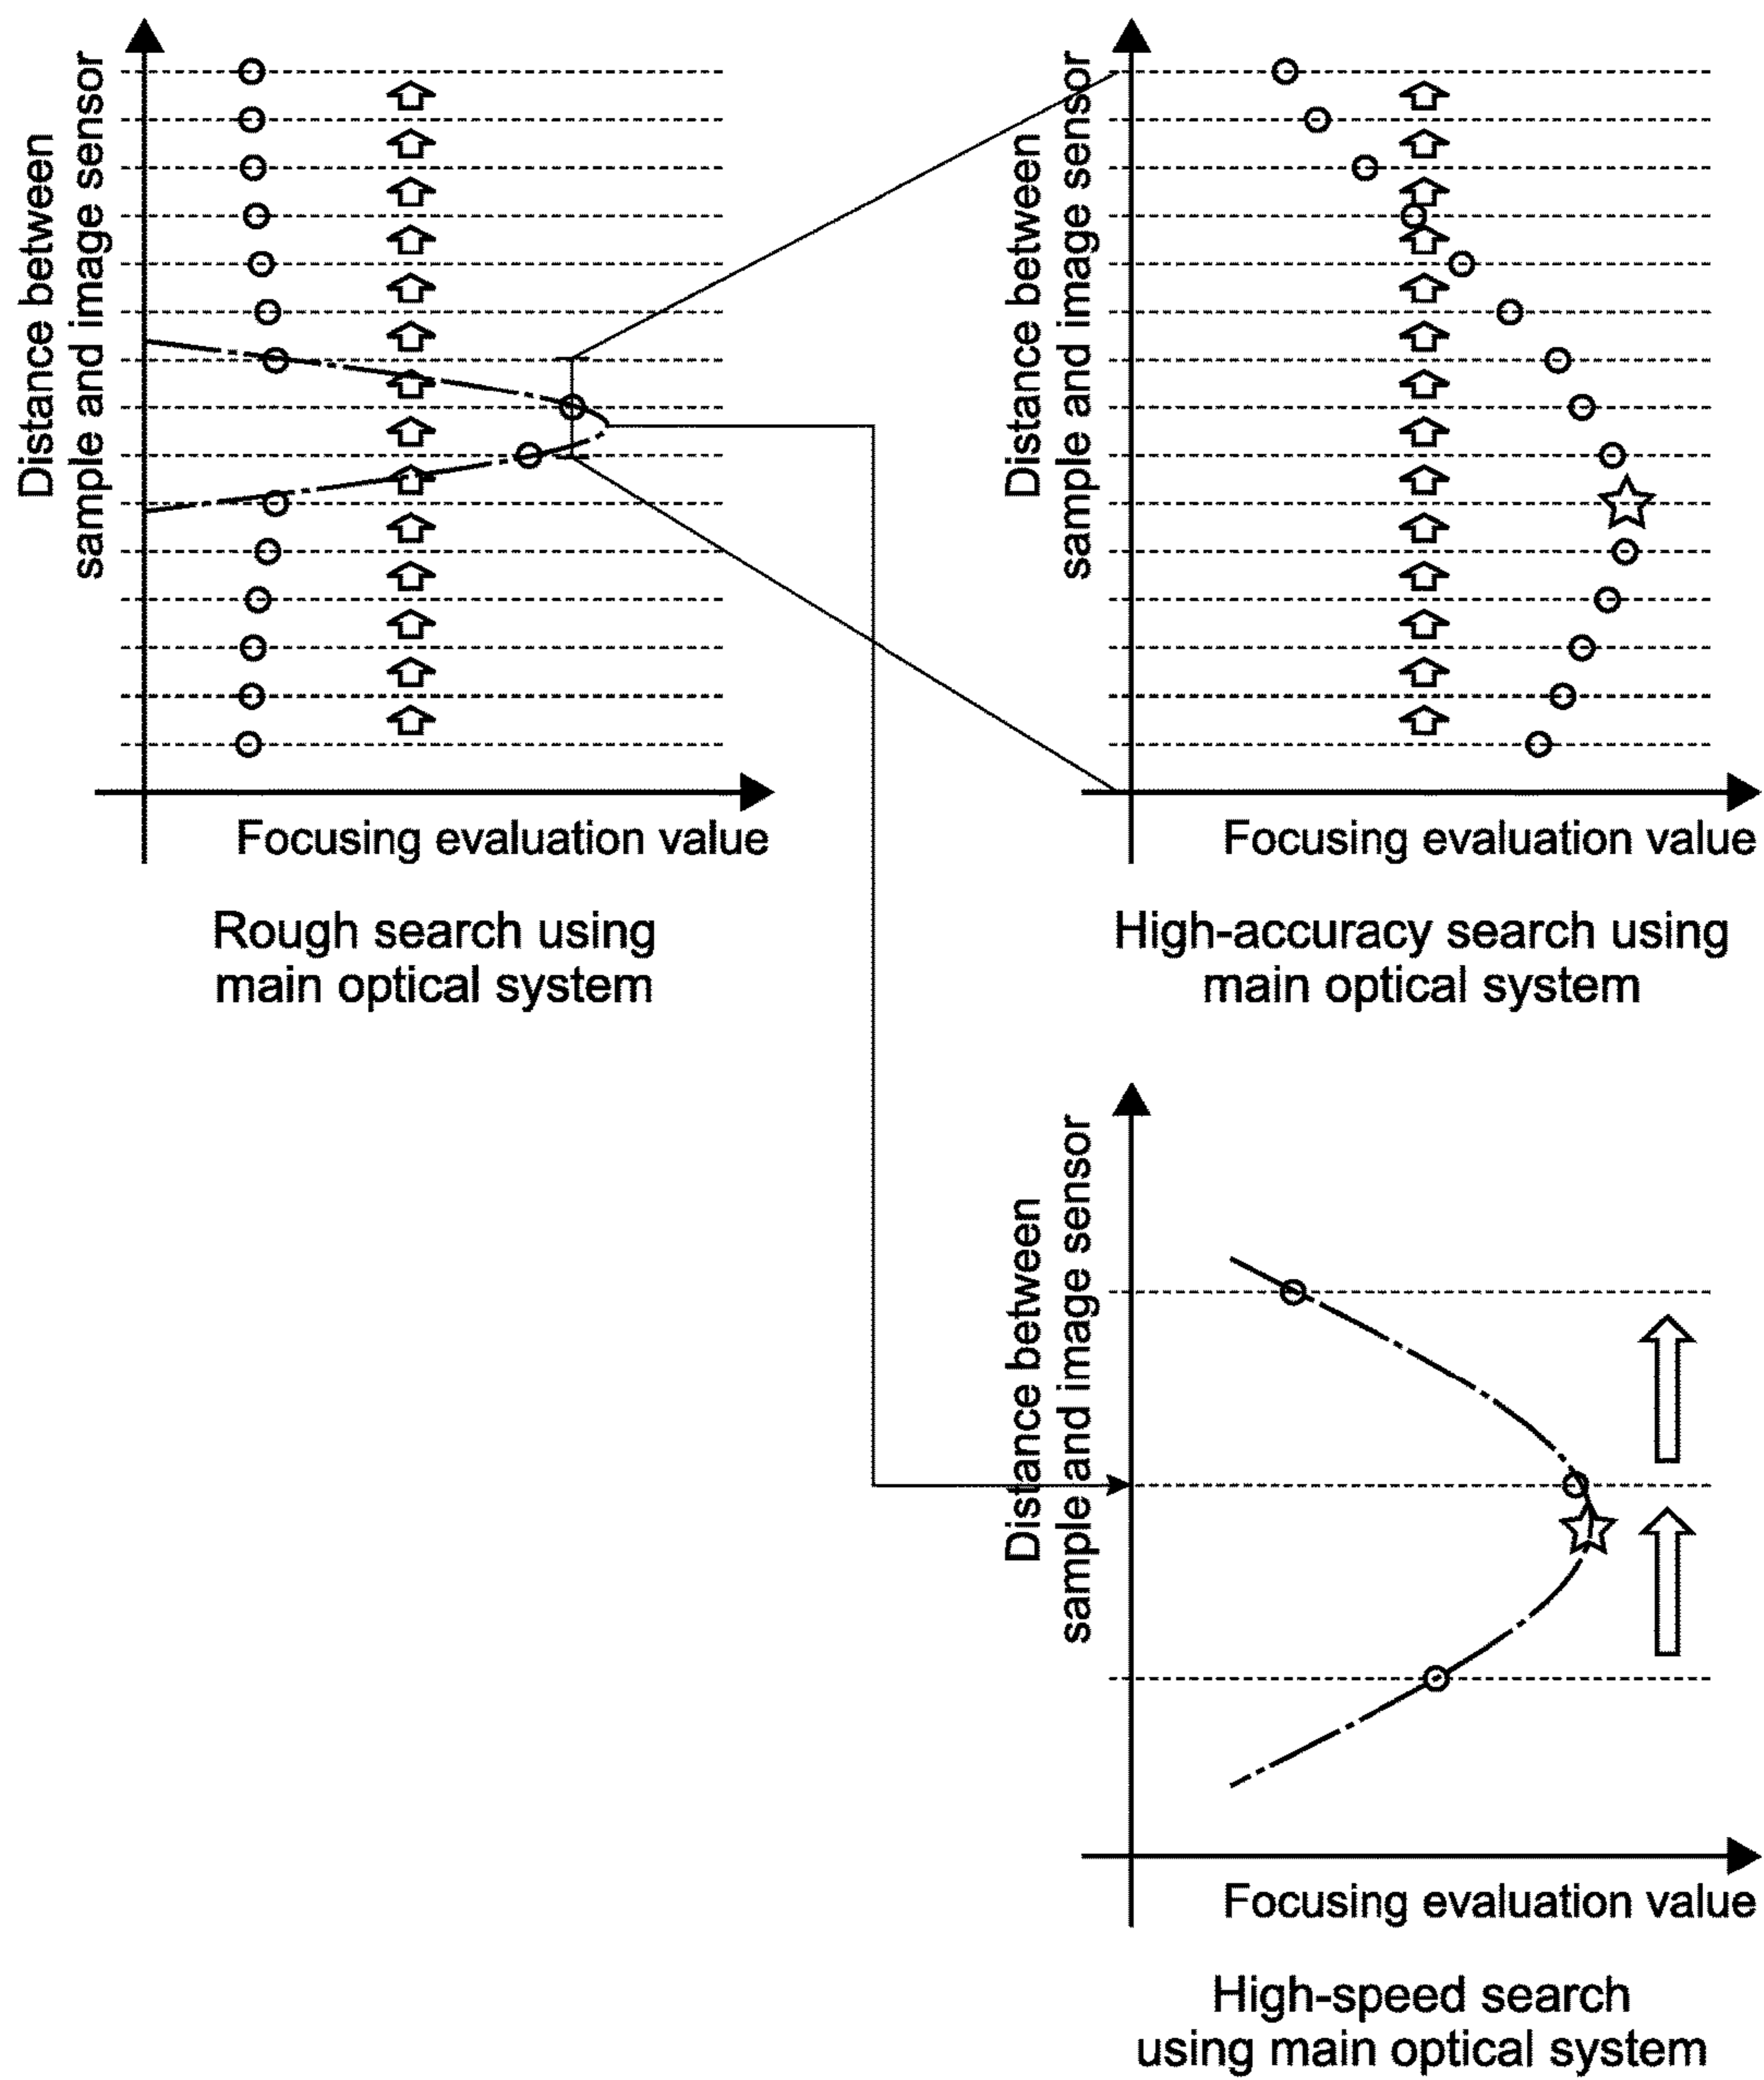 Distance between
sample and image sensor
Focusing evaluation value
Rough search using
main optical system
Distance between
sample and image sensor
Focusing evaluation value
High-accuracy search using
main optical system
Distance between
sample and image sensor
Focusing evaluation value
High-speed search
using main optical system